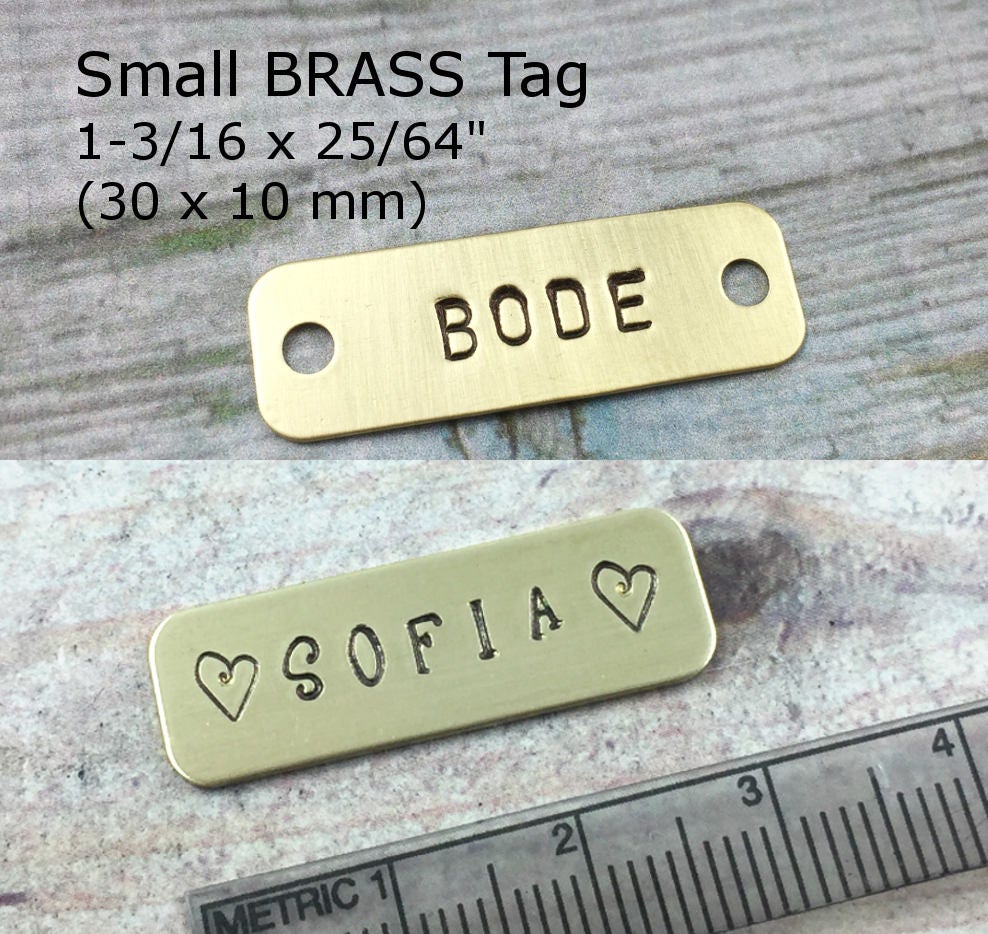 Small BRASS Tag
1-3/16 x 25/64"
(30 x 10 mm)
BODE
SOFIA
METRIC 1 2 3 4